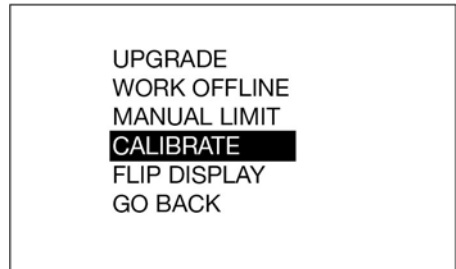 UPGRADE
WORK OFFLINE
MANUAL LIMIT
CALIBRATE
FLIP DISPLAY
GO BACK